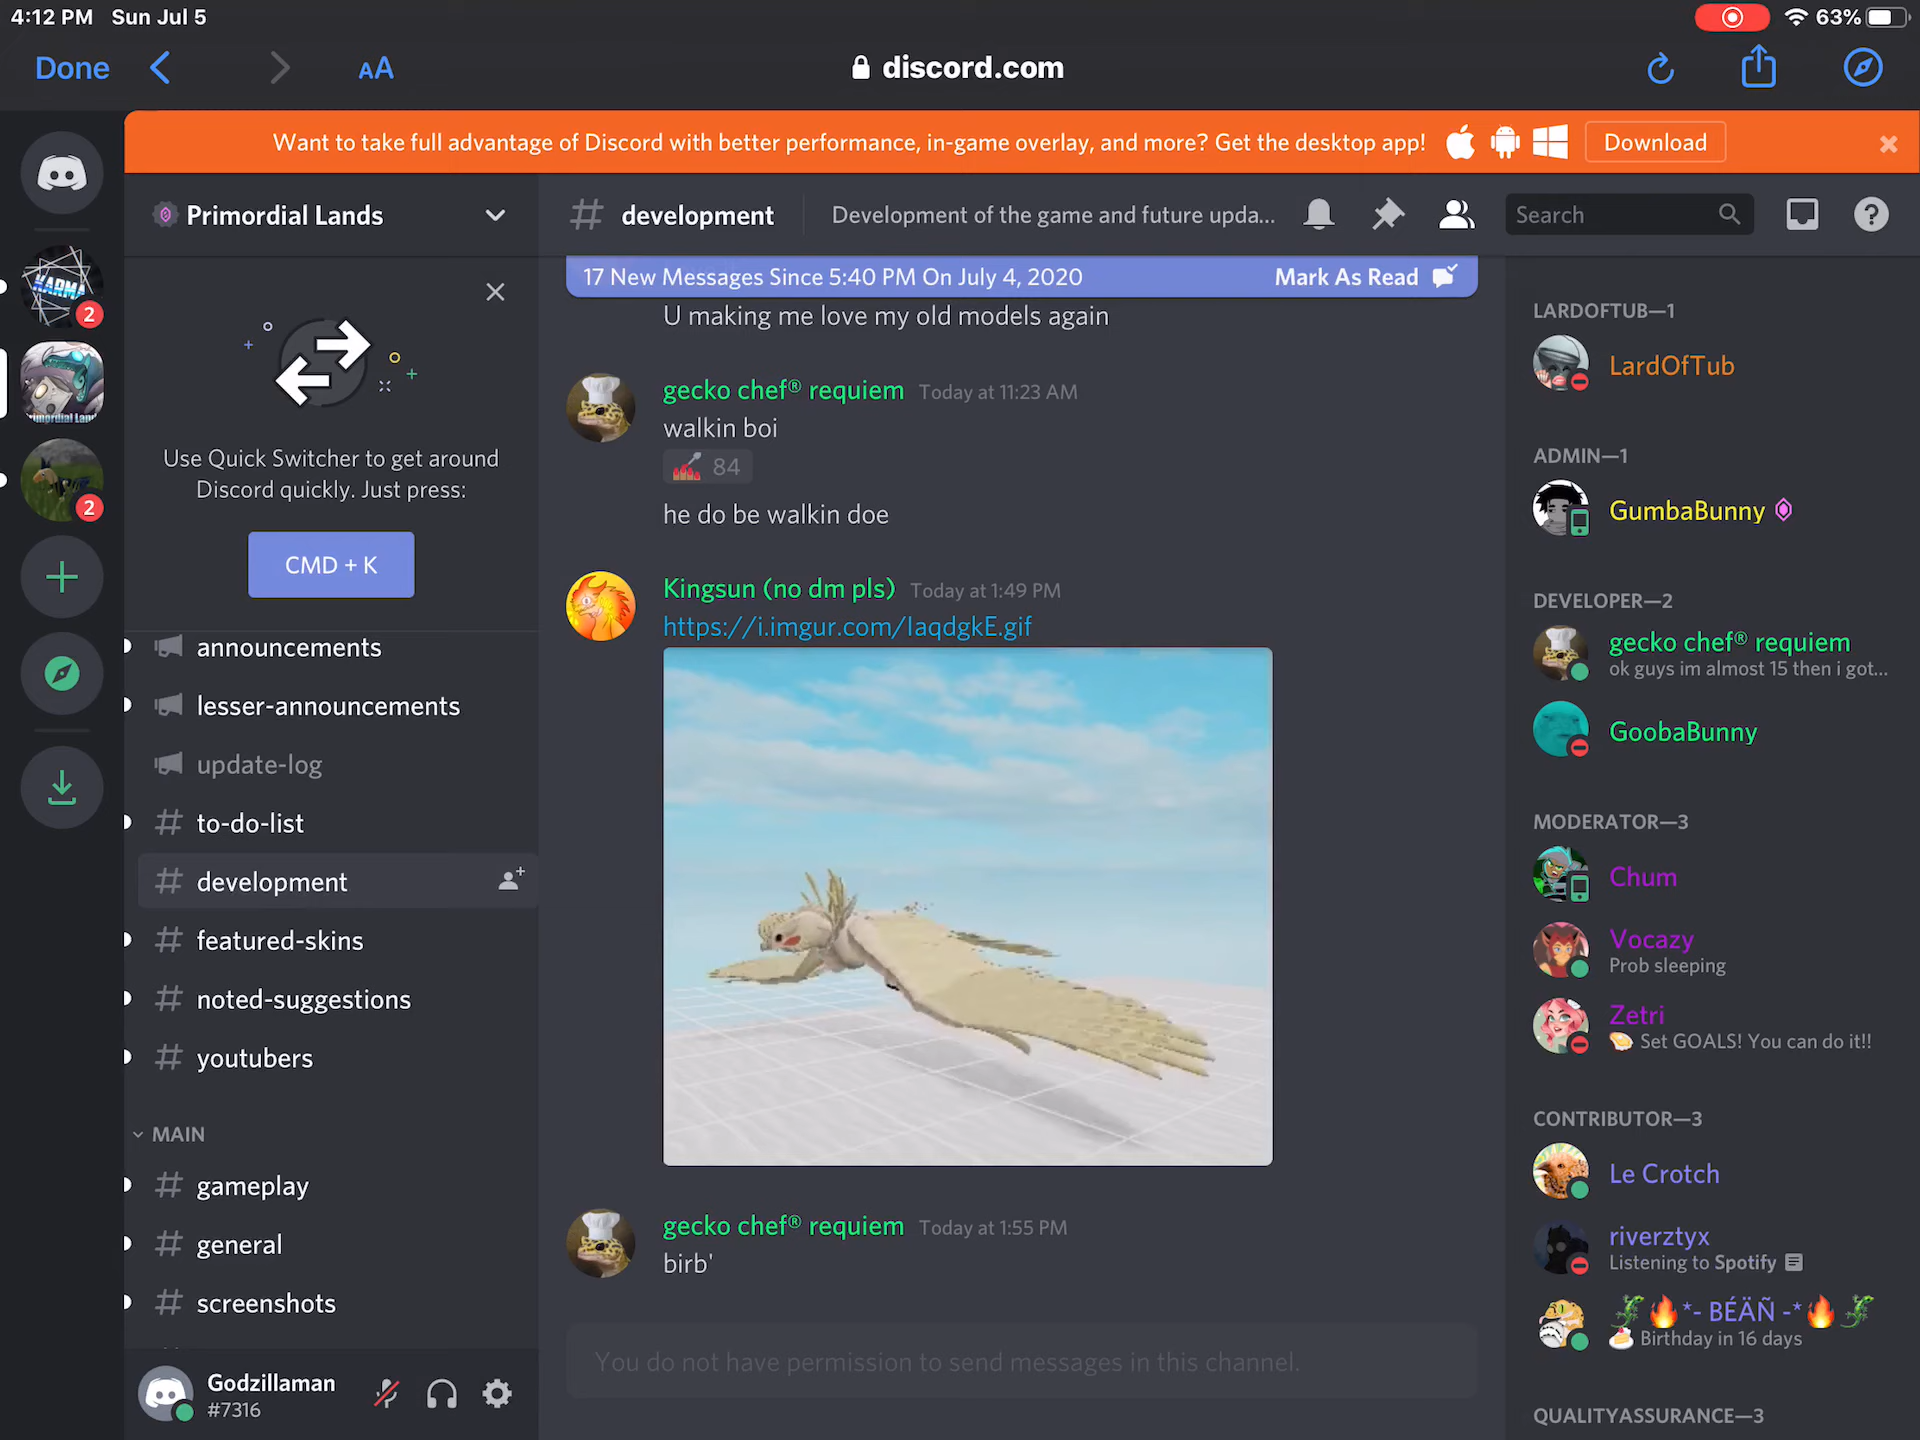 4:12 PM Sun Jul 5
63%
Done
AA
discord.com
Want to take full advantage of Discord with better performance, in-game overlay, and more? Get the desktop app!
Download
Primordial Lands
development
Development of the game and future upda...
Search
KARMA
2
2
Use Quick Switcher to get around
Discord quickly. Just press:
CMD + K
announcements
lesser-announcements
update-log
to-do-list
development
featured-skins
noted-suggestions
youtubers
MAIN
gameplay
general
screenshots
Godzillaman
#7316
17 New Messages Since 5:40 PM On July 4, 2020
Mark As Read
U making me love my old models again
gecko chef® requiem Today at 11:23 AM
walkin boi
84
he do be walkin doe
Kingsun (no dm pls) Today at 1:49 PM
https://i.imgur.com/IaqdgkE.gif
gecko chef® requiem Today at 1:55 PM
birb'
You do not have permission to send messages in this channel.
LARDOFTUB—1
LardOfTub
ADMIN—1
GumbaBunny
DEVELOPER—2
gecko chef® requiem
ok guys im almost 15 then i got...
GoobaBunny
MODERATOR—3
Chum
Vocazy
Prob sleeping
Zetri
Set GOALS! You can do it!!
CONTRIBUTOR—3
Le Crotch
riverztyx
Listening to Spotify
🦎🔥*- BÉÄÑ -*🔥🦎
Birthday in 16 days
QUALITYASSURANCE—3